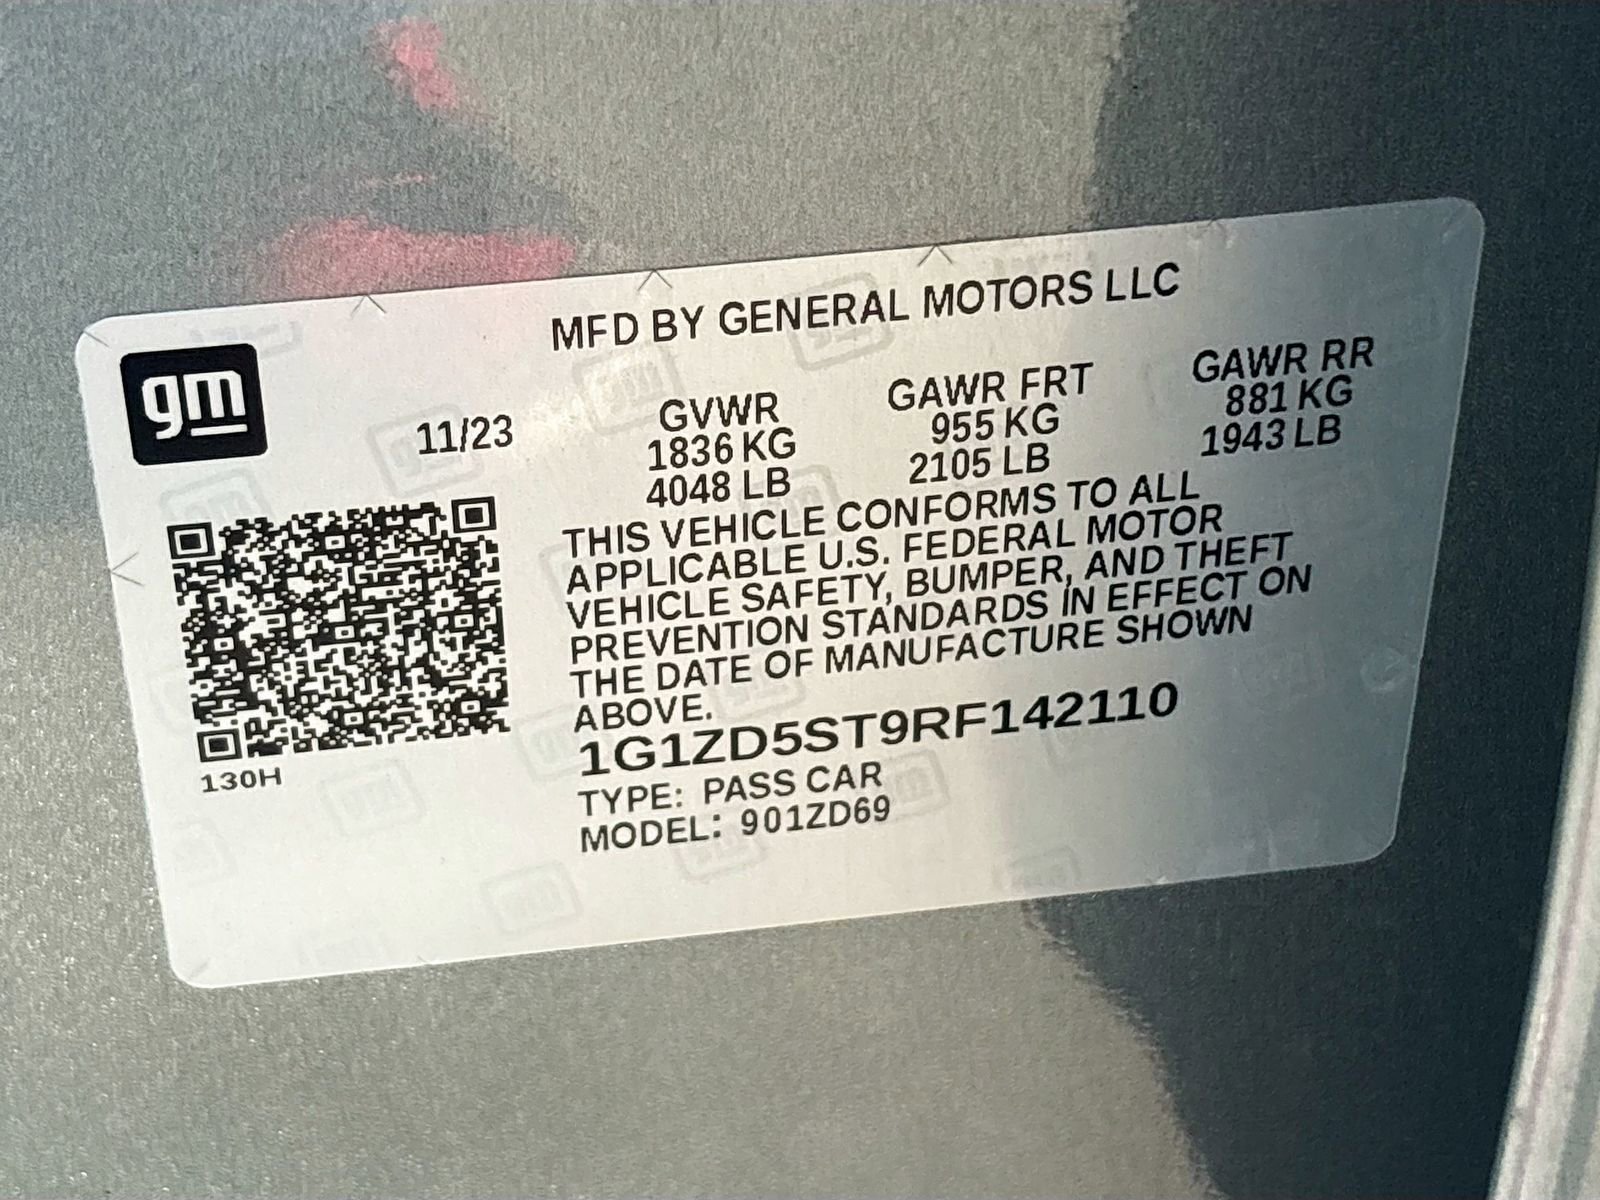 MFD BY GENERAL MOTORS LLC
gm
11/23
GVWR
1836 KG
4048 LB
GAWR FRT
955 KG
2105 LB
GAWR RR
881 KG
1943 LB
THIS VEHICLE CONFORMS TO ALL
APPLICABLE U.S. FEDERAL MOTOR
VEHICLE SAFETY, BUMPER, AND THEFT
PREVENTION STANDARDS IN EFFECT ON
THE DATE OF MANUFACTURE SHOWN
ABOVE.
1G1ZD5ST9RF142110
TYPE: PASS CAR
MODEL: 901ZD69
130H